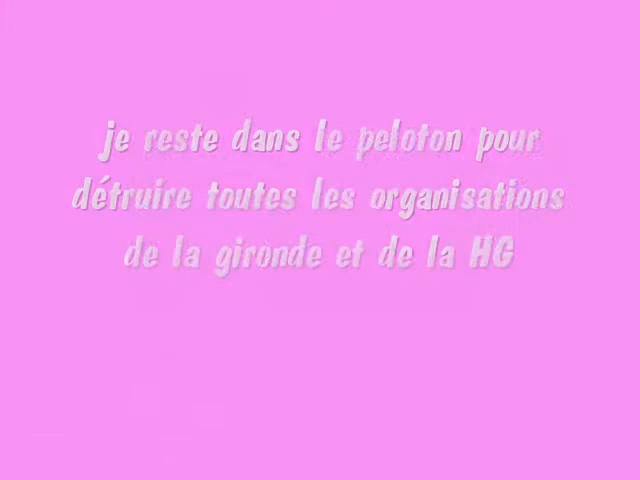 je reste dans le peloton pour
détruire toutes les organisations
de la gironde et de la HG